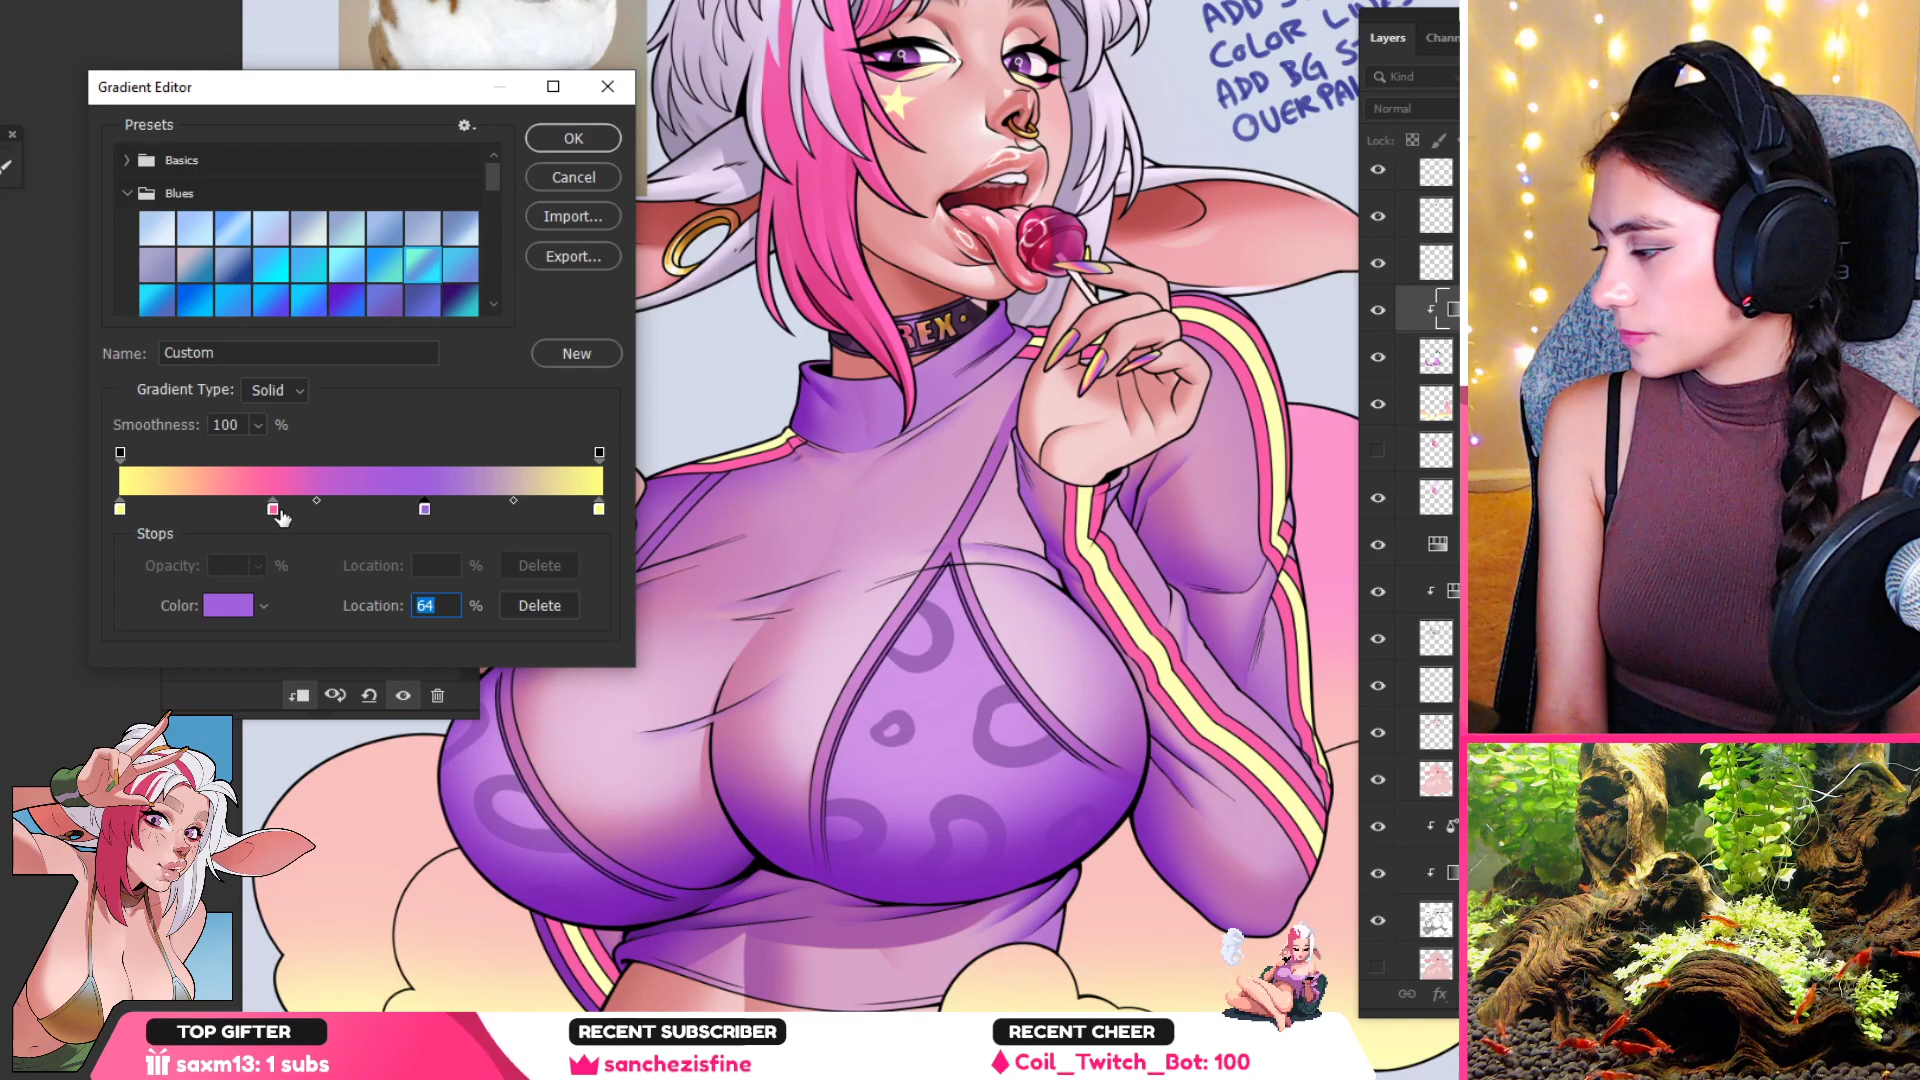 ADD
COLOR
ADD BG
Gradient Editor
Presets
OK
Basics
Cancel
Blues
Import...
Export...
Name: Custom
New
Gradient Type: Solid
Smoothness: 100 %
Stops
Opacity: % Location: % Delete
Color: Location: 64 % Delete
REX.
Layers
Kind
Normal
Lock:
fx
TOP GIFTER
saxm13: 1 subs
RECENT SUBSCRIBER
sanchezisfine
RECENT CHEER
Coil_Twitch_Bot: 100